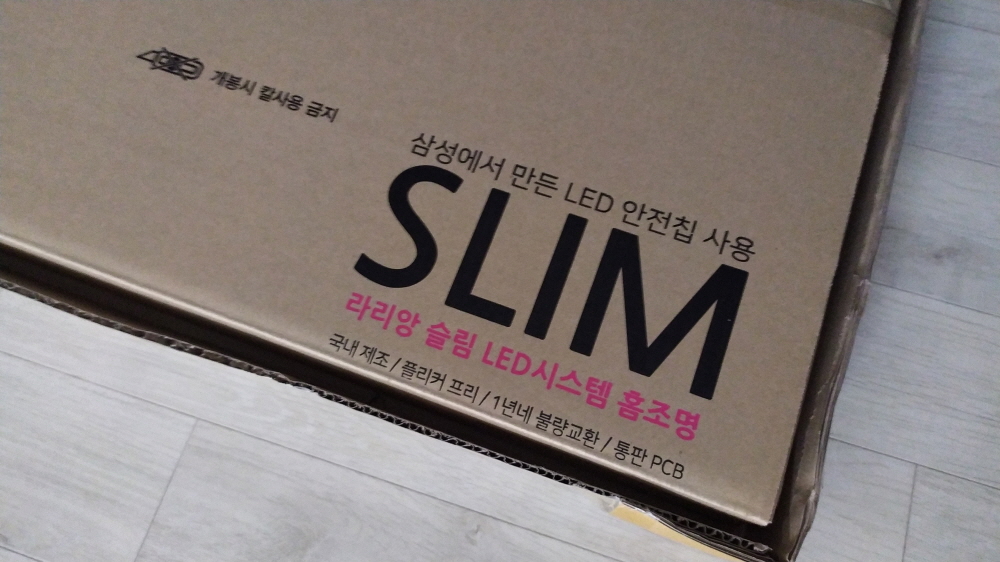 개봉시 칼사용 금지
삼성에서 만든 LED 안전칩 사용
SLIM
라리앙 슬림 LED시스템 홈조명
국내 제조 / 플리커 프리 / 1년네 불량교환 / 통판 PCB